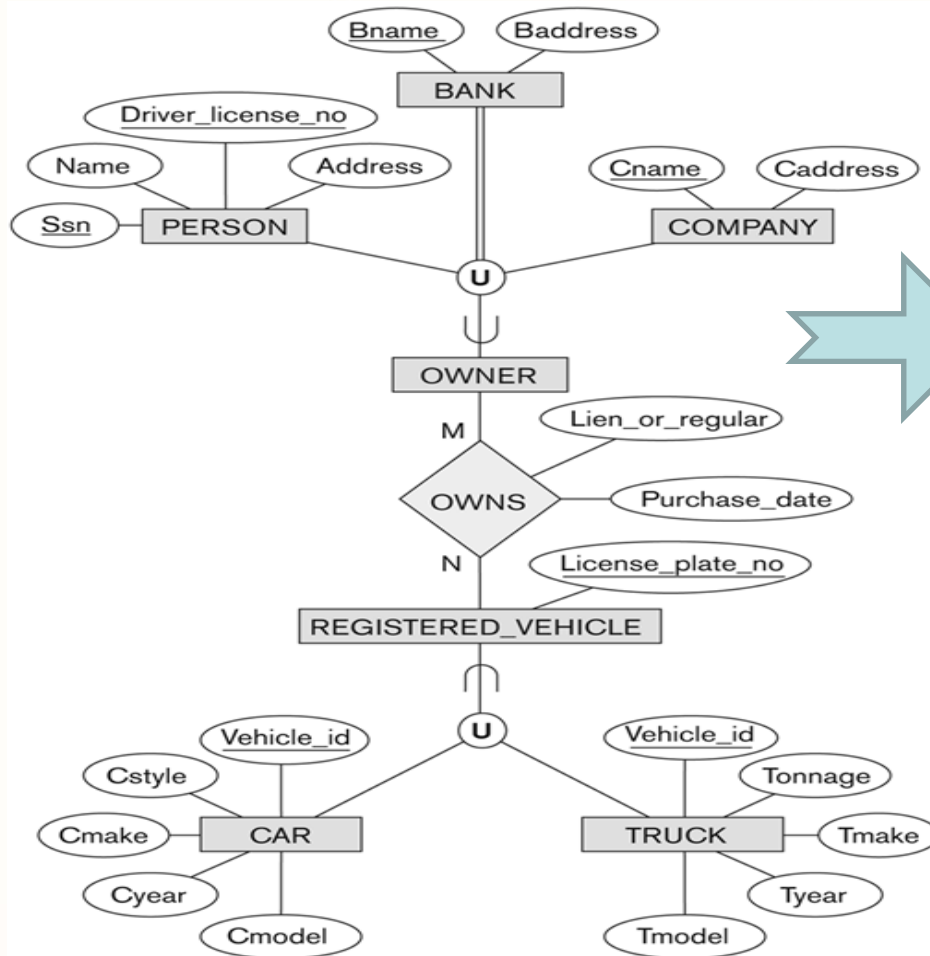 Bname
Baddress
BANK
Driver_license_no
Name
Address
Cname
Caddress
Ssn
PERSON
COMPANY
U
OWNER
M
Lien_or_regular
OWNS
Purchase_date
N
License_plate_no
REGISTERED_VEHICLE
U
Vehicle_id
Vehicle_id
Cstyle
Tonnage
Cmake
CAR
TRUCK
Tmake
Cyear
Tyear
Cmodel
Tmodel